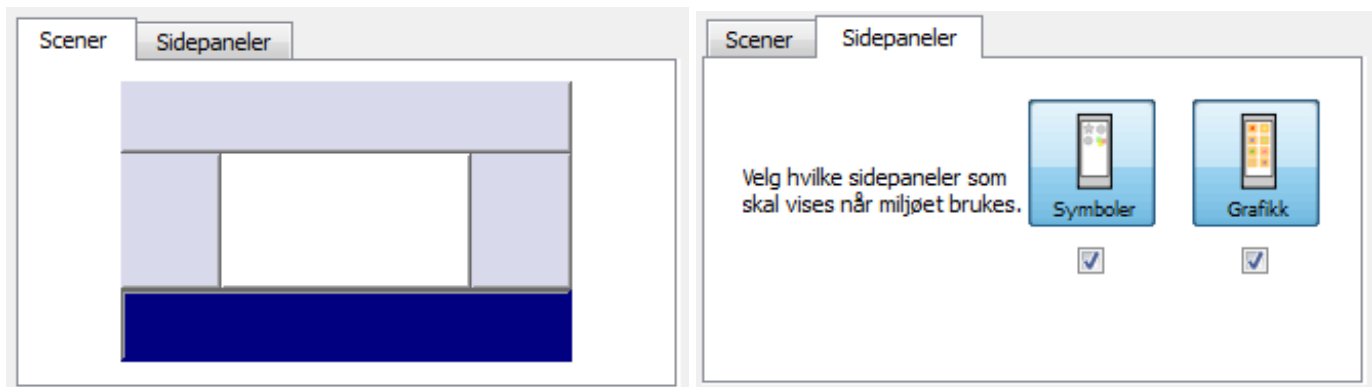 Scener
Sidepaneler
Scener
Sidepaneler
Velg hvilke sidepaneler som
skal vises når miljøet brukes.
Symboler
Grafikk